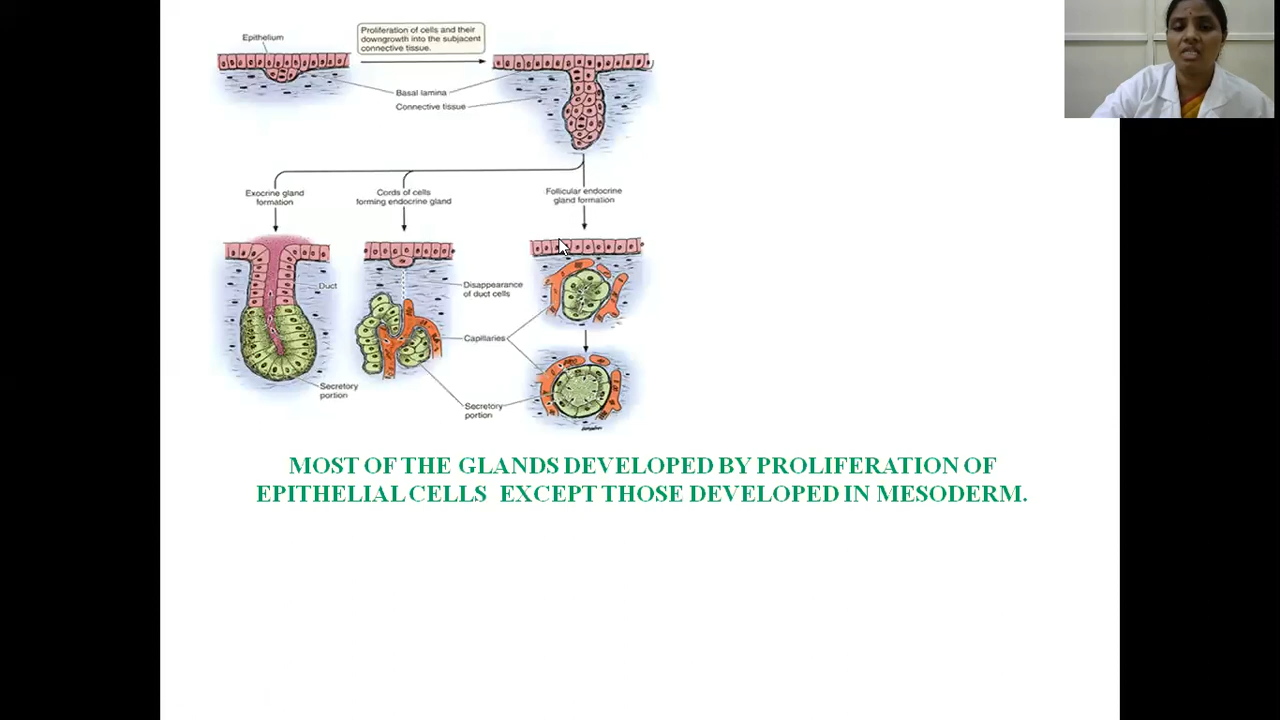 Epithelium
Proliferation of cells and their
downgrowth into the subjacent
connective tissue.
Basal lamina
Connective tissue
Exocrine gland
formation
Cords of cells
forming endocrine gland
Follicular endocrine
gland formation
Duct
Disappearance
of duct cells
Capillaries
Secretory
portion
Secretory
portion
MOST OF THE GLANDS DEVELOPED BY PROLIFERATION OF
EPITHELIAL CELLS EXCEPT THOSE DEVELOPED IN MESODERM.